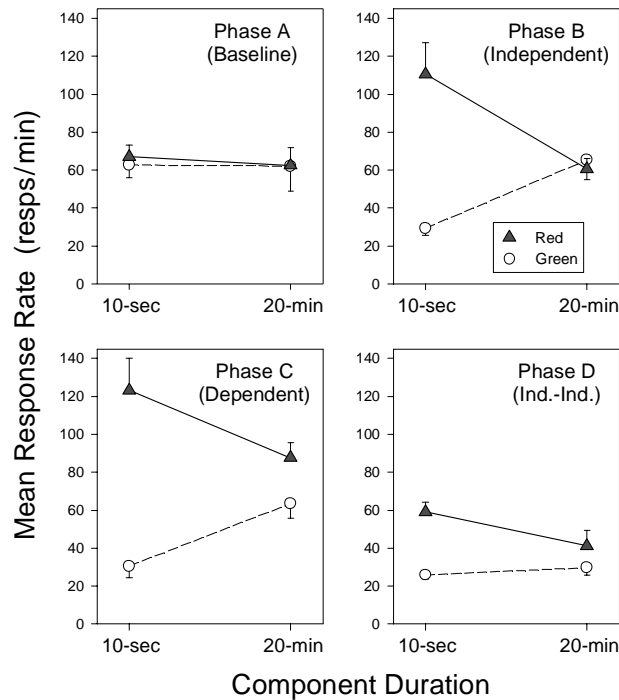 Mean Response Rate (resps/min)
Phase A
(Baseline)
140
120
100
80
60
40
20
0
10-sec
20-min
Phase B
(Independent)
140
120
100
80
60
40
20
0
Red
Green
10-sec
20-min
Phase C
(Dependent)
140
120
100
80
60
40
20
0
10-sec
20-min
Phase D
(Ind.-Ind.)
140
120
100
80
60
40
20
0
10-sec
20-min
Component Duration